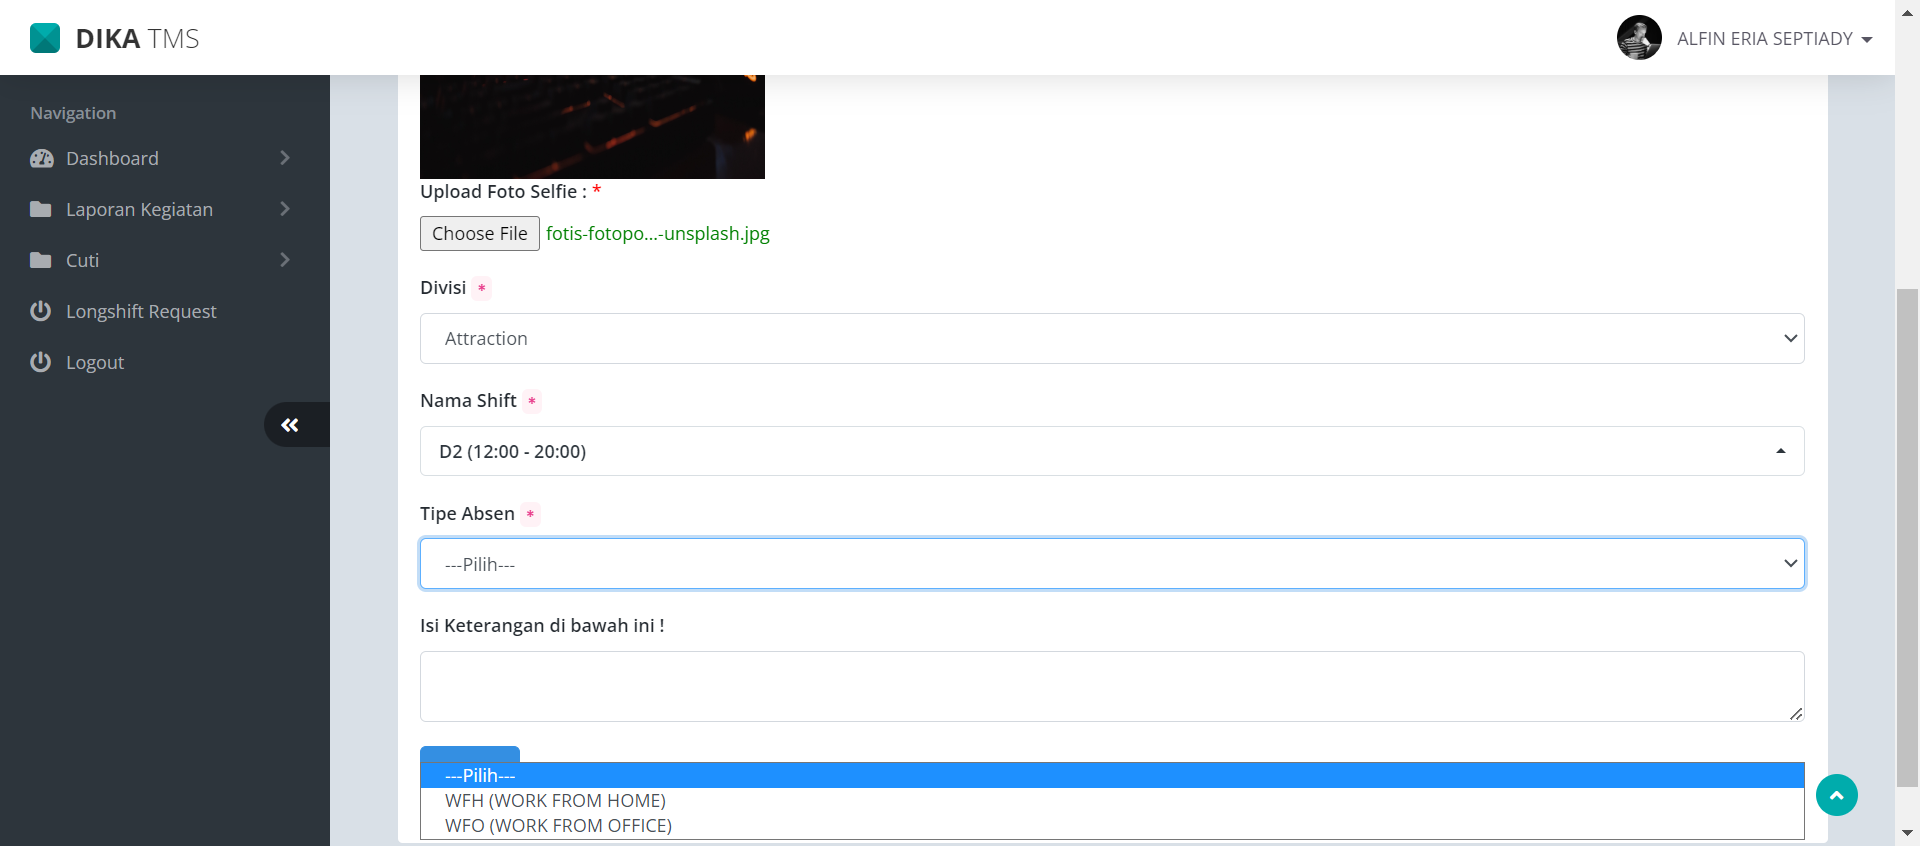 DIKA TMS
ALFIN ERIA SEPTIADY
Navigation
Dashboard
Laporan Kegiatan
Cuti
Longshift Request
Logout
Upload Foto Selfie : *
Choose File fotis-fotopo...-unsplash.jpg
Divisi *
Attraction
Nama Shift *
D2 (12:00 - 20:00)
Tipe Absen *
---Pilih---
Isi Keterangan di bawah ini !
---Pilih---
WFH (WORK FROM HOME)
WFO (WORK FROM OFFICE)